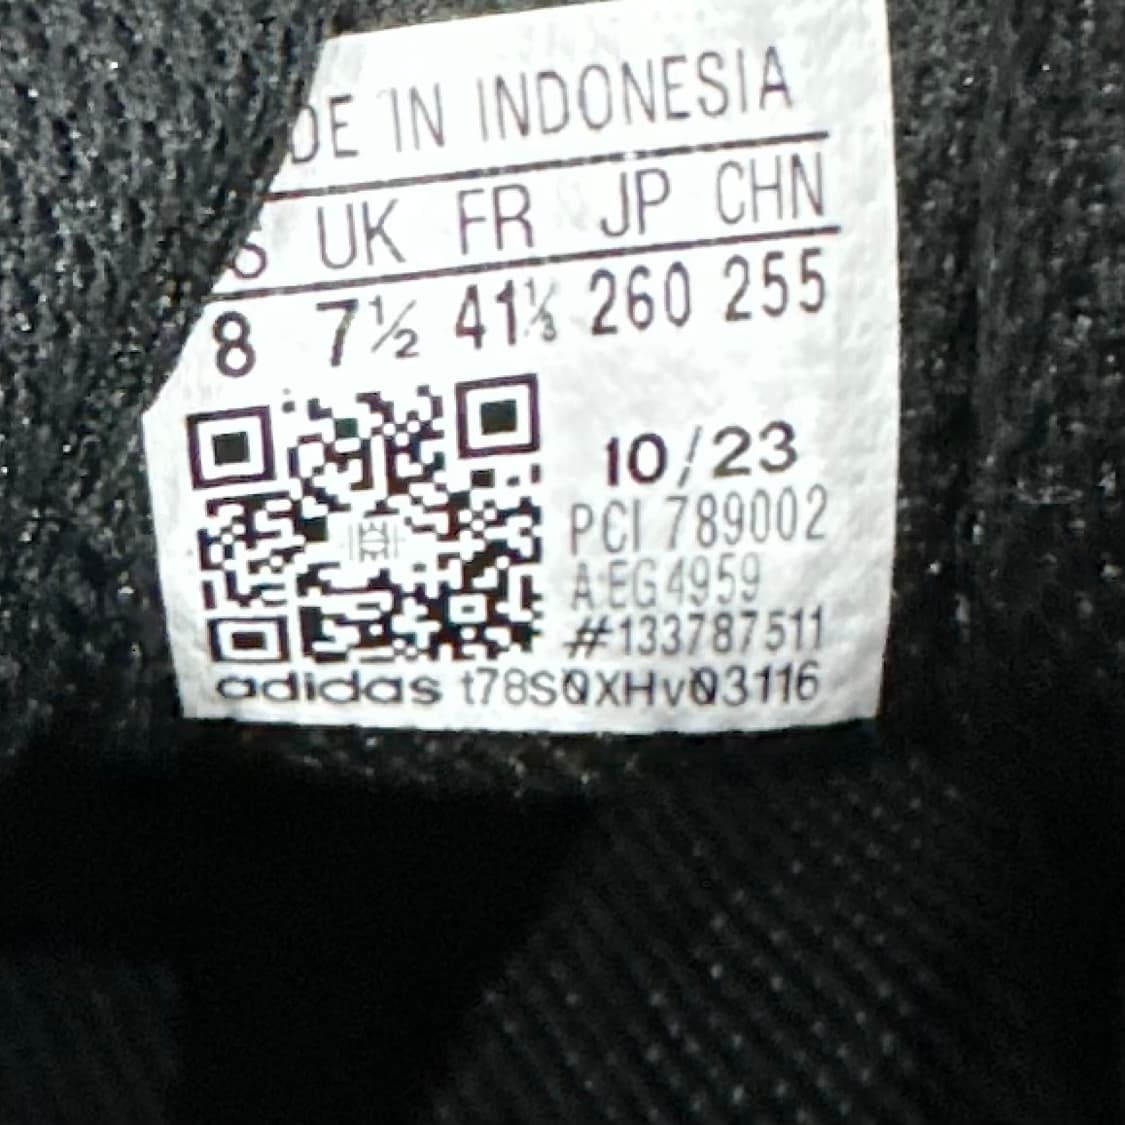 DE IN INDONESIA
S UK FR JP CHN
8 7½ 41⅓ 260 255
10/23
PCI 789002
A:EG4959
#133787511
adidas t78SQXHvQ3116